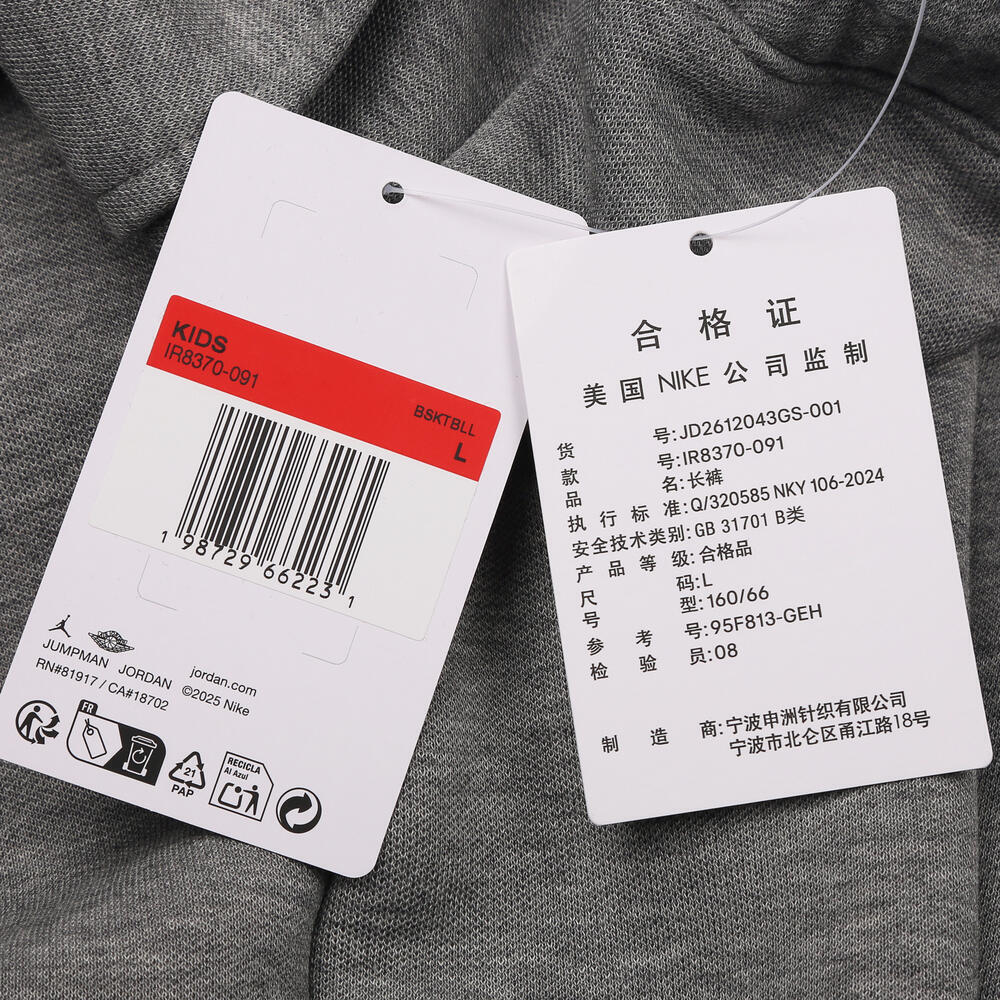 KIDS
IR8370-091
BSKTBLL
L
1 98729 66223 1
JUMPMAN JORDAN jordan.com
RN#81917 / CA#18702 ©2025 Nike
FR
21
PAP
RECICLA
Al Azul
合格证
美国 NIKE 公司监制
货号:JD2612043GS-001
款号:IR8370-091
品名:长裤
执行标准:Q/320585 NKY 106-2024
安全技术类别:GB 31701 B类
产品等级:合格品
尺码:L
号型:160/66
参考号:95F813-GEH
检验员:08
制造商:宁波申洲针织有限公司
宁波市北仑区甬江路18号